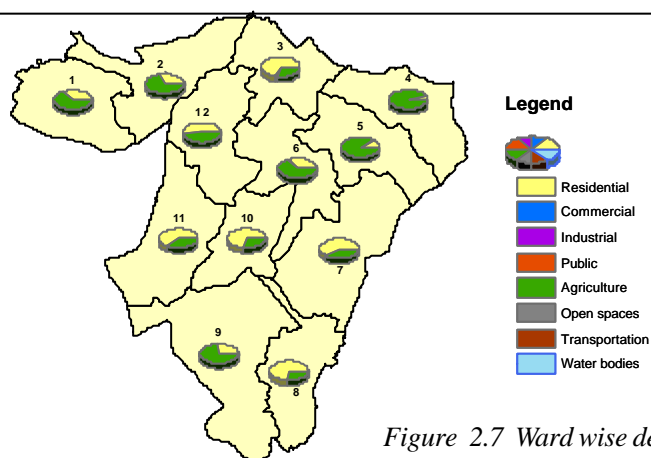 3
1
2
4
12
5
6
11
10
7
9
8
Legend
Residential
Commercial
Industrial
Public
Agriculture
Open spaces
Transportation
Water bodies
Figure 2.7 Ward wise de